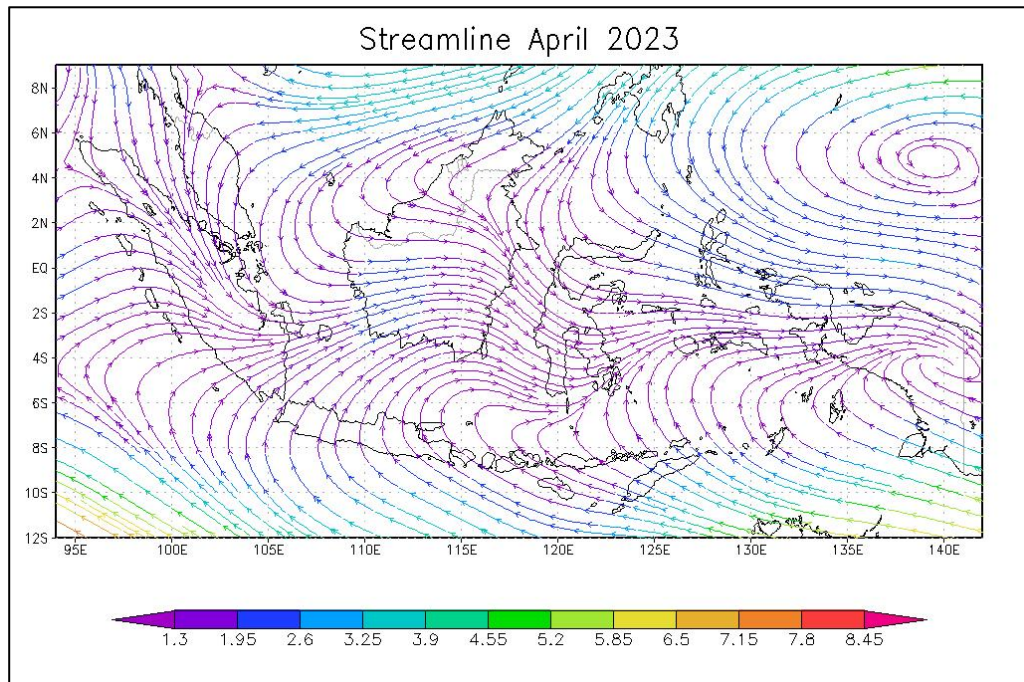 Streamline April 2023
8N
6N
4N
2N
EQ
2S
4S
6S
8S
10S
12S
95E 100E 105E 110E 115E 120E 125E 130E 135E 140E
1.3 1.95 2.6 3.25 3.9 4.55 5.2 5.85 6.5 7.15 7.8 8.45